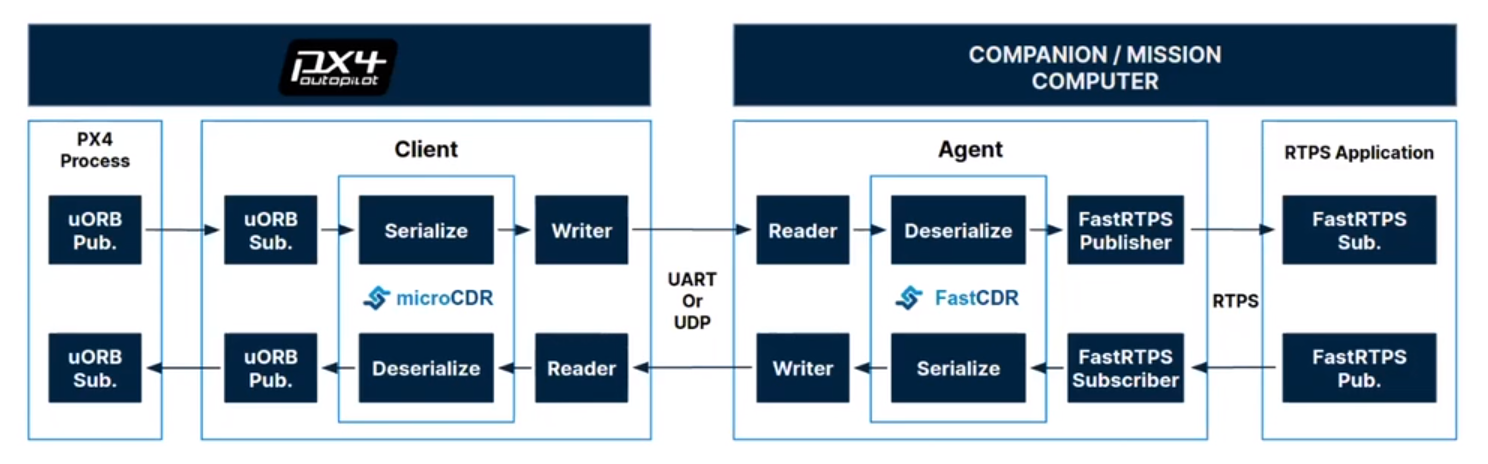 PX4
autopilot
COMPANION / MISSION
COMPUTER
PX4
Process
uORB
Pub.
uORB
Sub.
Client
uORB
Sub.
Serialize
Writer
microCDR
uORB
Pub.
Deserialize
Reader
UART
Or
UDP
Agent
Reader
Deserialize
FastRTPS
Publisher
FastCDR
Writer
Serialize
FastRTPS
Subscriber
RTPS
RTPS Application
FastRTPS
Sub.
FastRTPS
Pub.